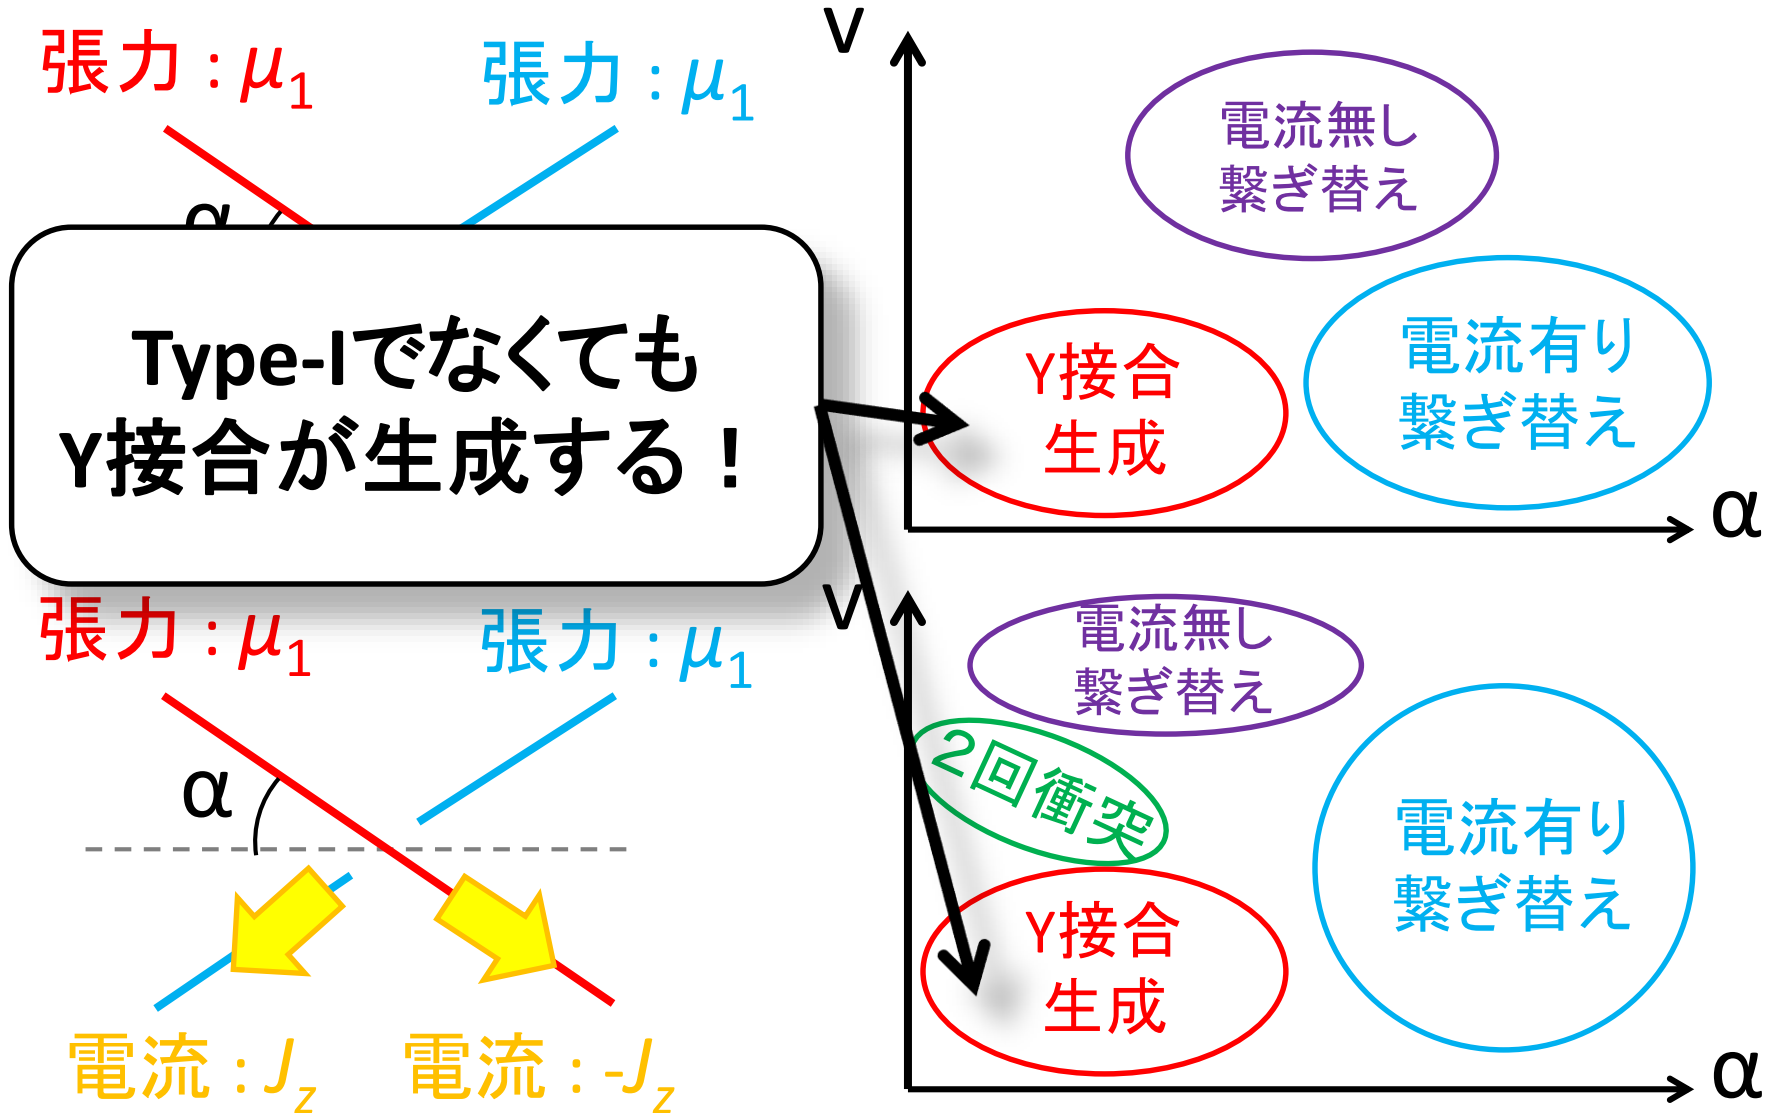 張力：μ1
張力：μ1
α
Type-Iでなくても
Y接合が生成する！
張力：μ1
張力：μ1
α
電流：Jz
電流：-Jz
v
電流無し
繋ぎ替え
Y接合
生成
電流有り
繋ぎ替え
α
v
電流無し
繋ぎ替え
２回衝突
Y接合
生成
電流有り
繋ぎ替え
α